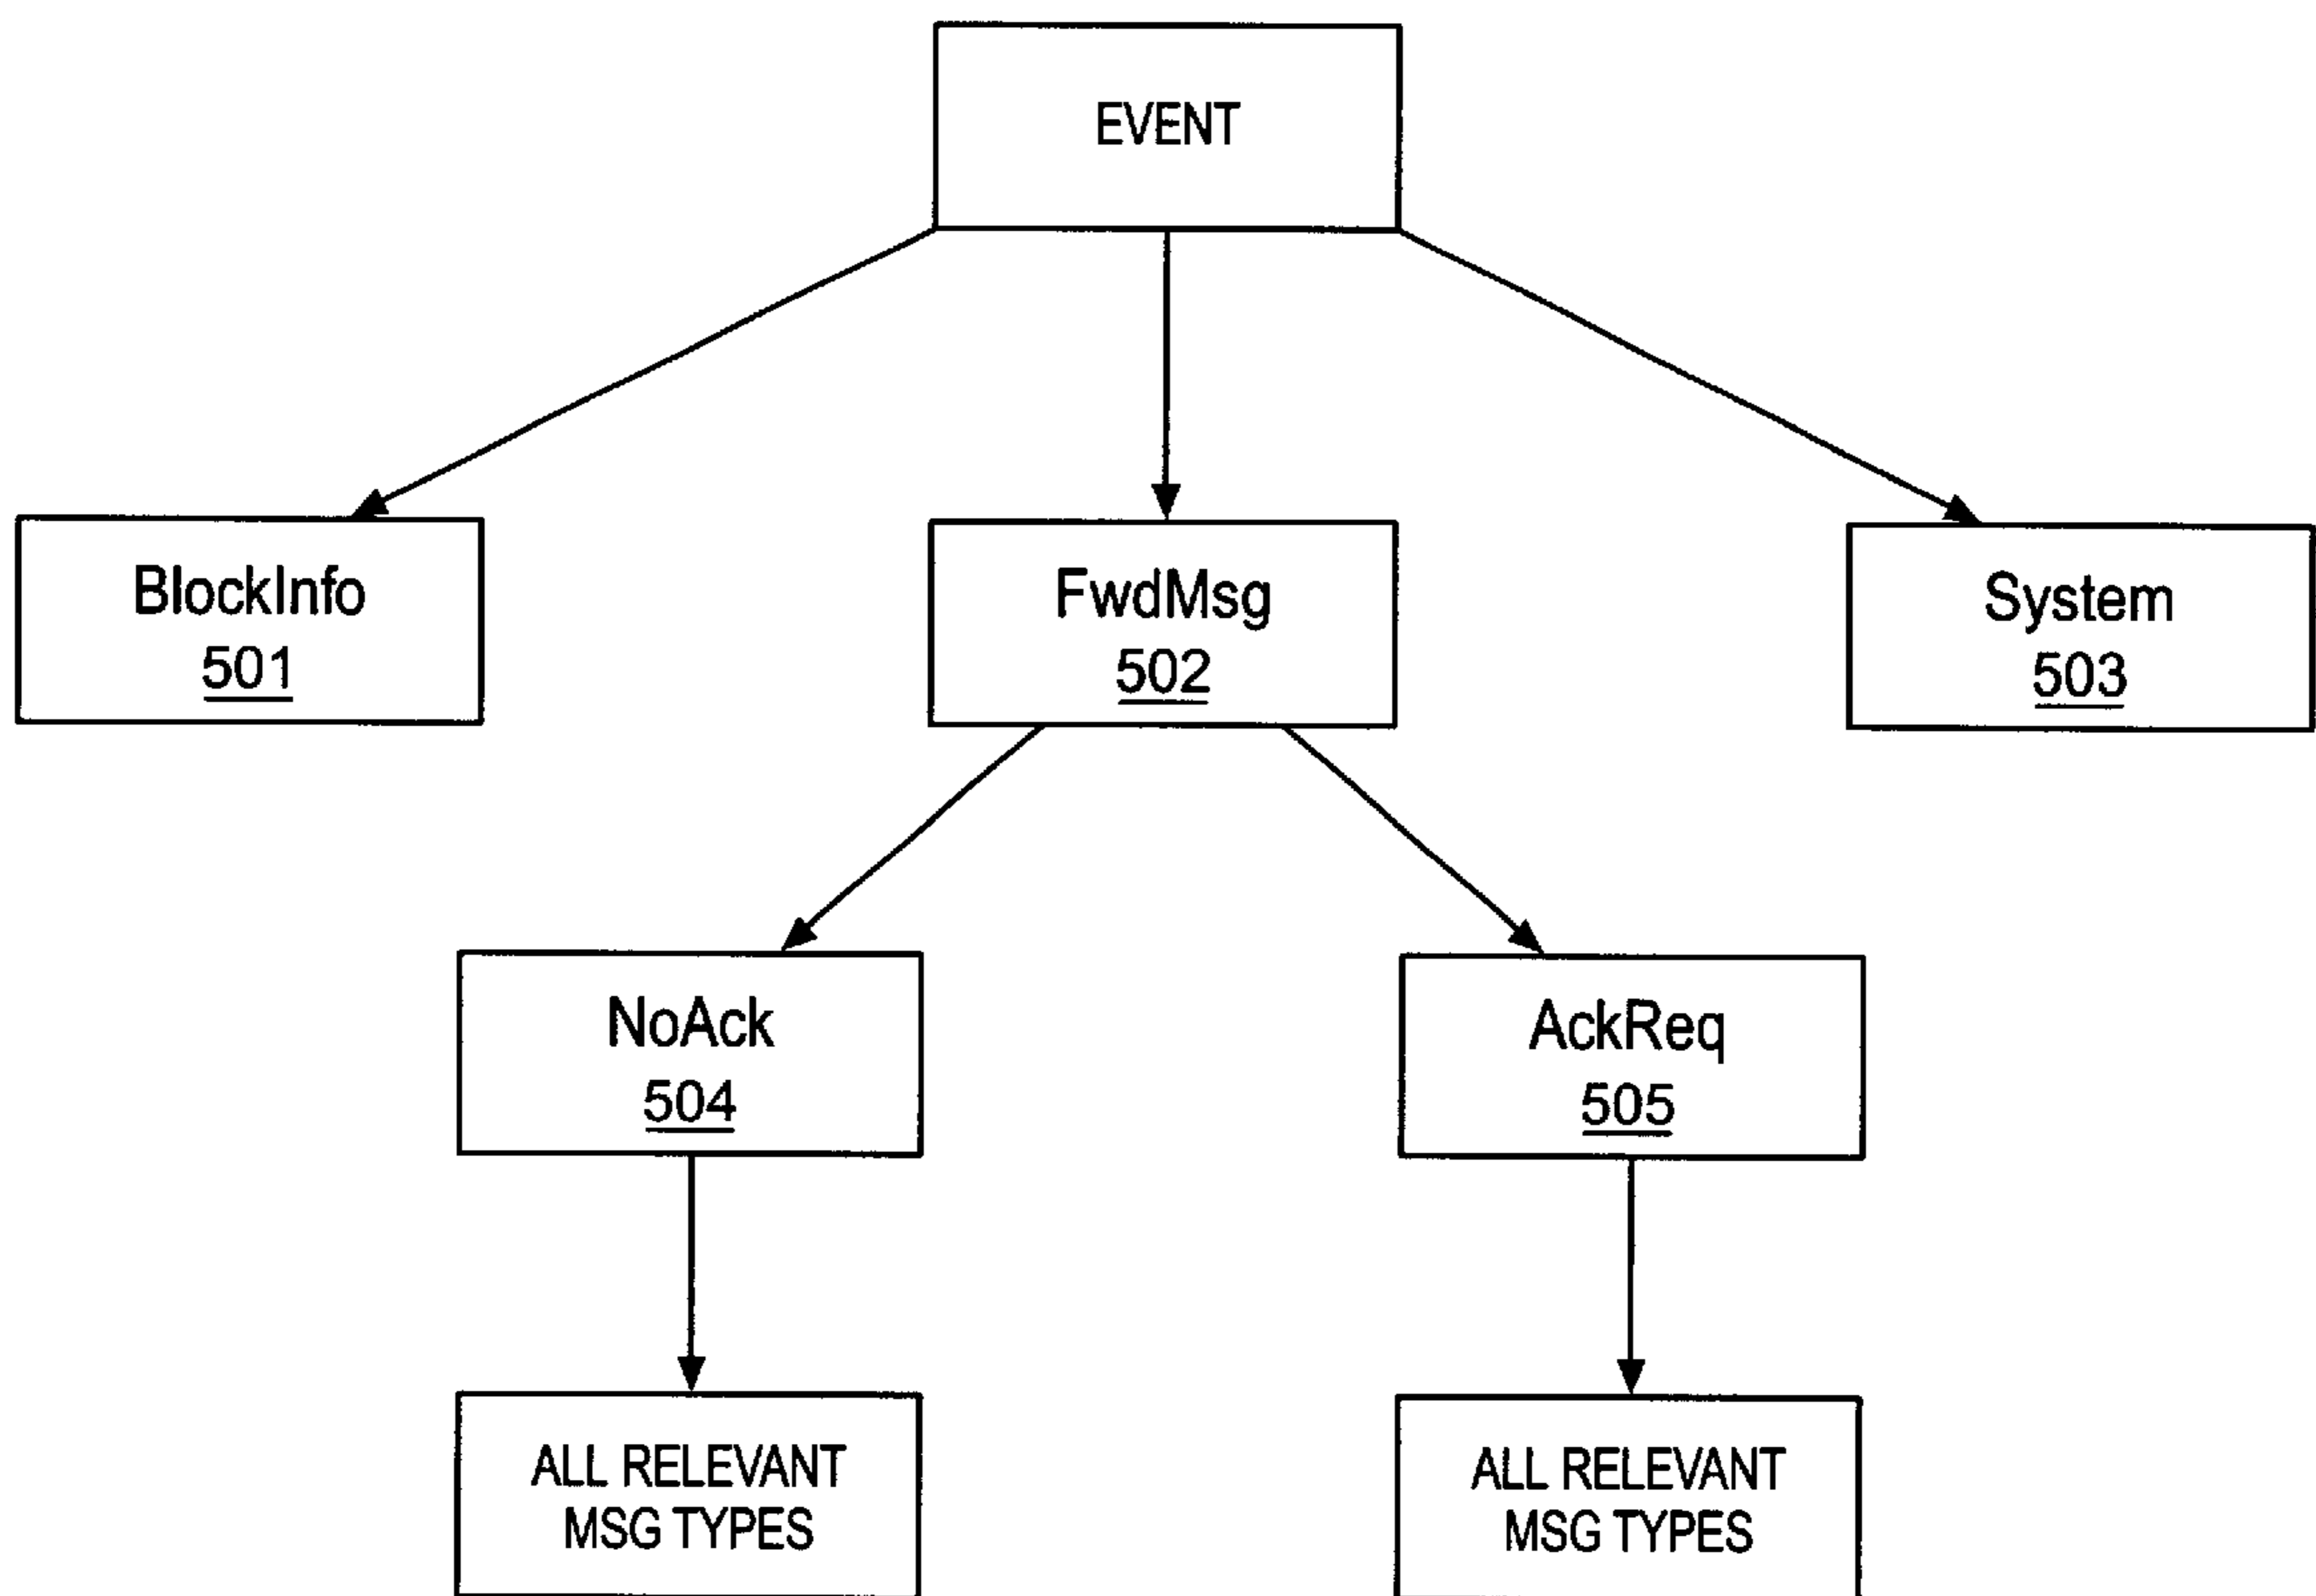 EVENT
BlockInfo
501
FwdMsg
502
System
503
NoAck
504
AckReq
505
ALL RELEVANT
MSG TYPES
ALL RELEVANT
MSG TYPES